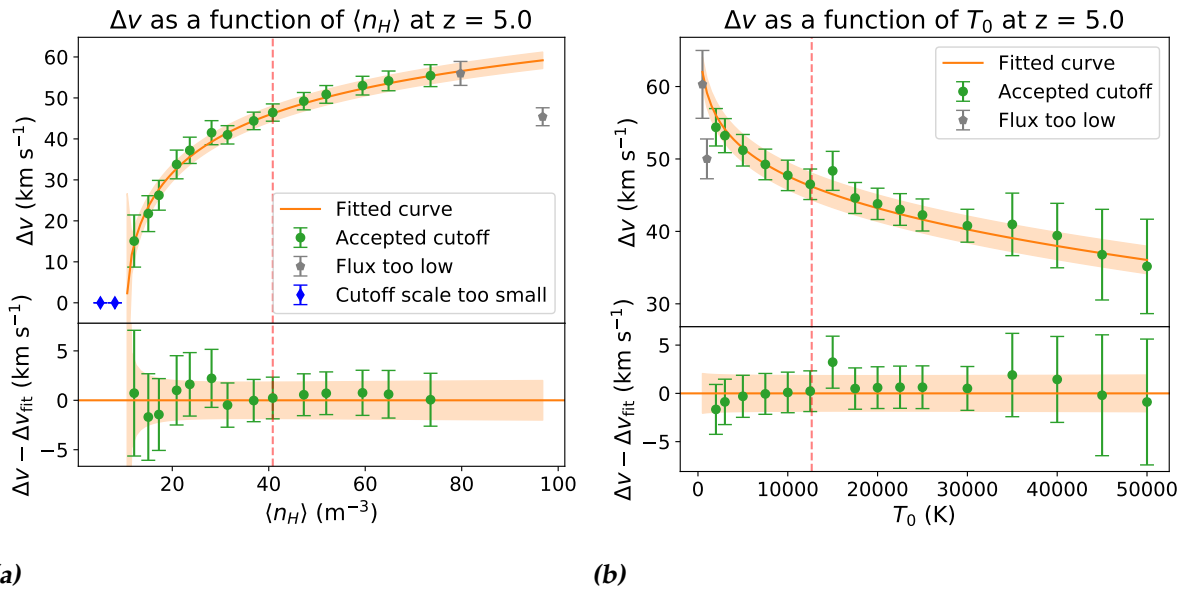 Δv as a function of ⟨n_H⟩ at z = 5.0
60
50
40
30
20
10
0
Δv (km s⁻¹)
Fitted curve
Accepted cutoff
Flux too low
Cutoff scale too small
5
0
−5
Δv − Δv_fit (km s⁻¹)
20
40
60
80
100
⟨n_H⟩ (m⁻³)
Δv as a function of T₀ at z = 5.0
60
50
40
30
Δv (km s⁻¹)
Fitted curve
Accepted cutoff
Flux too low
5
0
−5
Δv − Δv_fit (km s⁻¹)
0
10000
20000
30000
40000
50000
T₀ (K)
a)
(b)